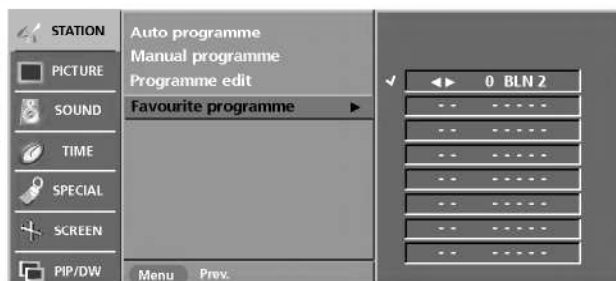 STATION
PICTURE
SOUND
TIME
SPECIAL
SCREEN
PIP/DW
Auto programme
Manual programme
Programme edit
Favourite programme ►
Menu Prev.
✔ ◄► 0 BLN 2
- - - - - - -
- - - - - - -
- - - - - - -
- - - - - - -
- - - - - - -
- - - - - - -
- - - - - - -